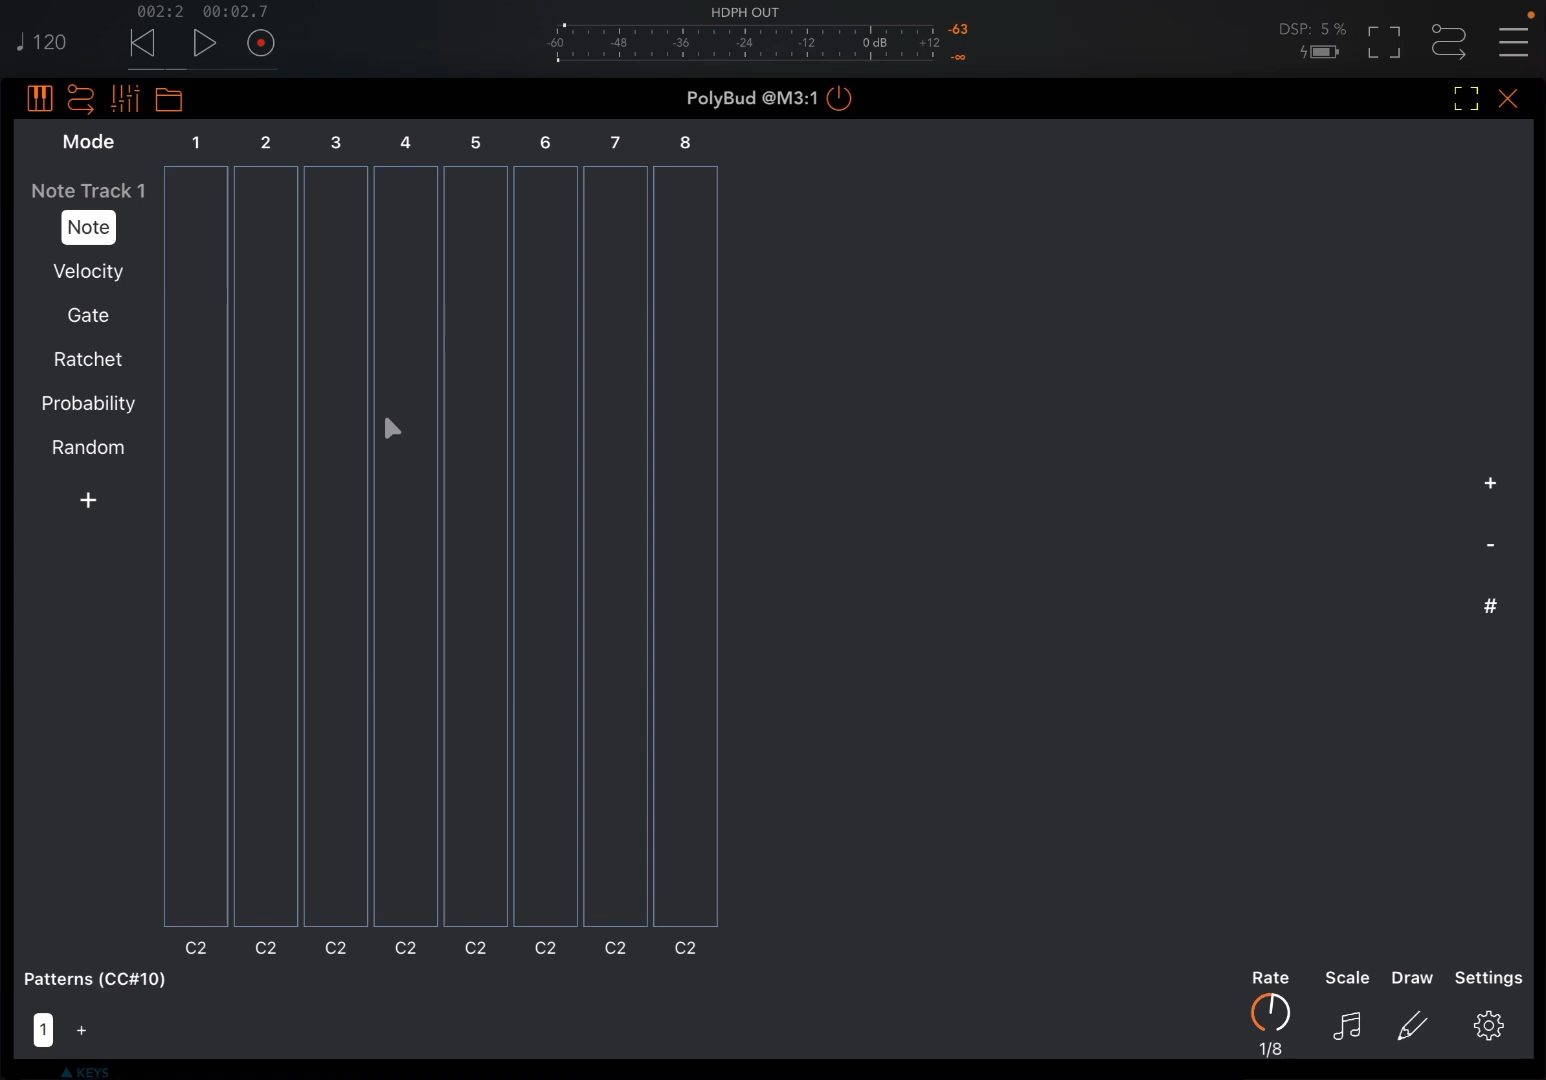 002:2 00:02.7
HDPH OUT
120
-60 -48 -36 -24 -12 0 dB +12
-63
-∞
DSP: 5 %
PolyBud @M3:1
Mode 1 2 3 4 5 6 7 8
Note Track 1
Note
Velocity
Gate
Ratchet
Probability
Random
+
+
-
#
C2 C2 C2 C2 C2 C2 C2 C2
Patterns (CC#10)
Rate Scale Draw Settings
1 +
1/8
KEYS